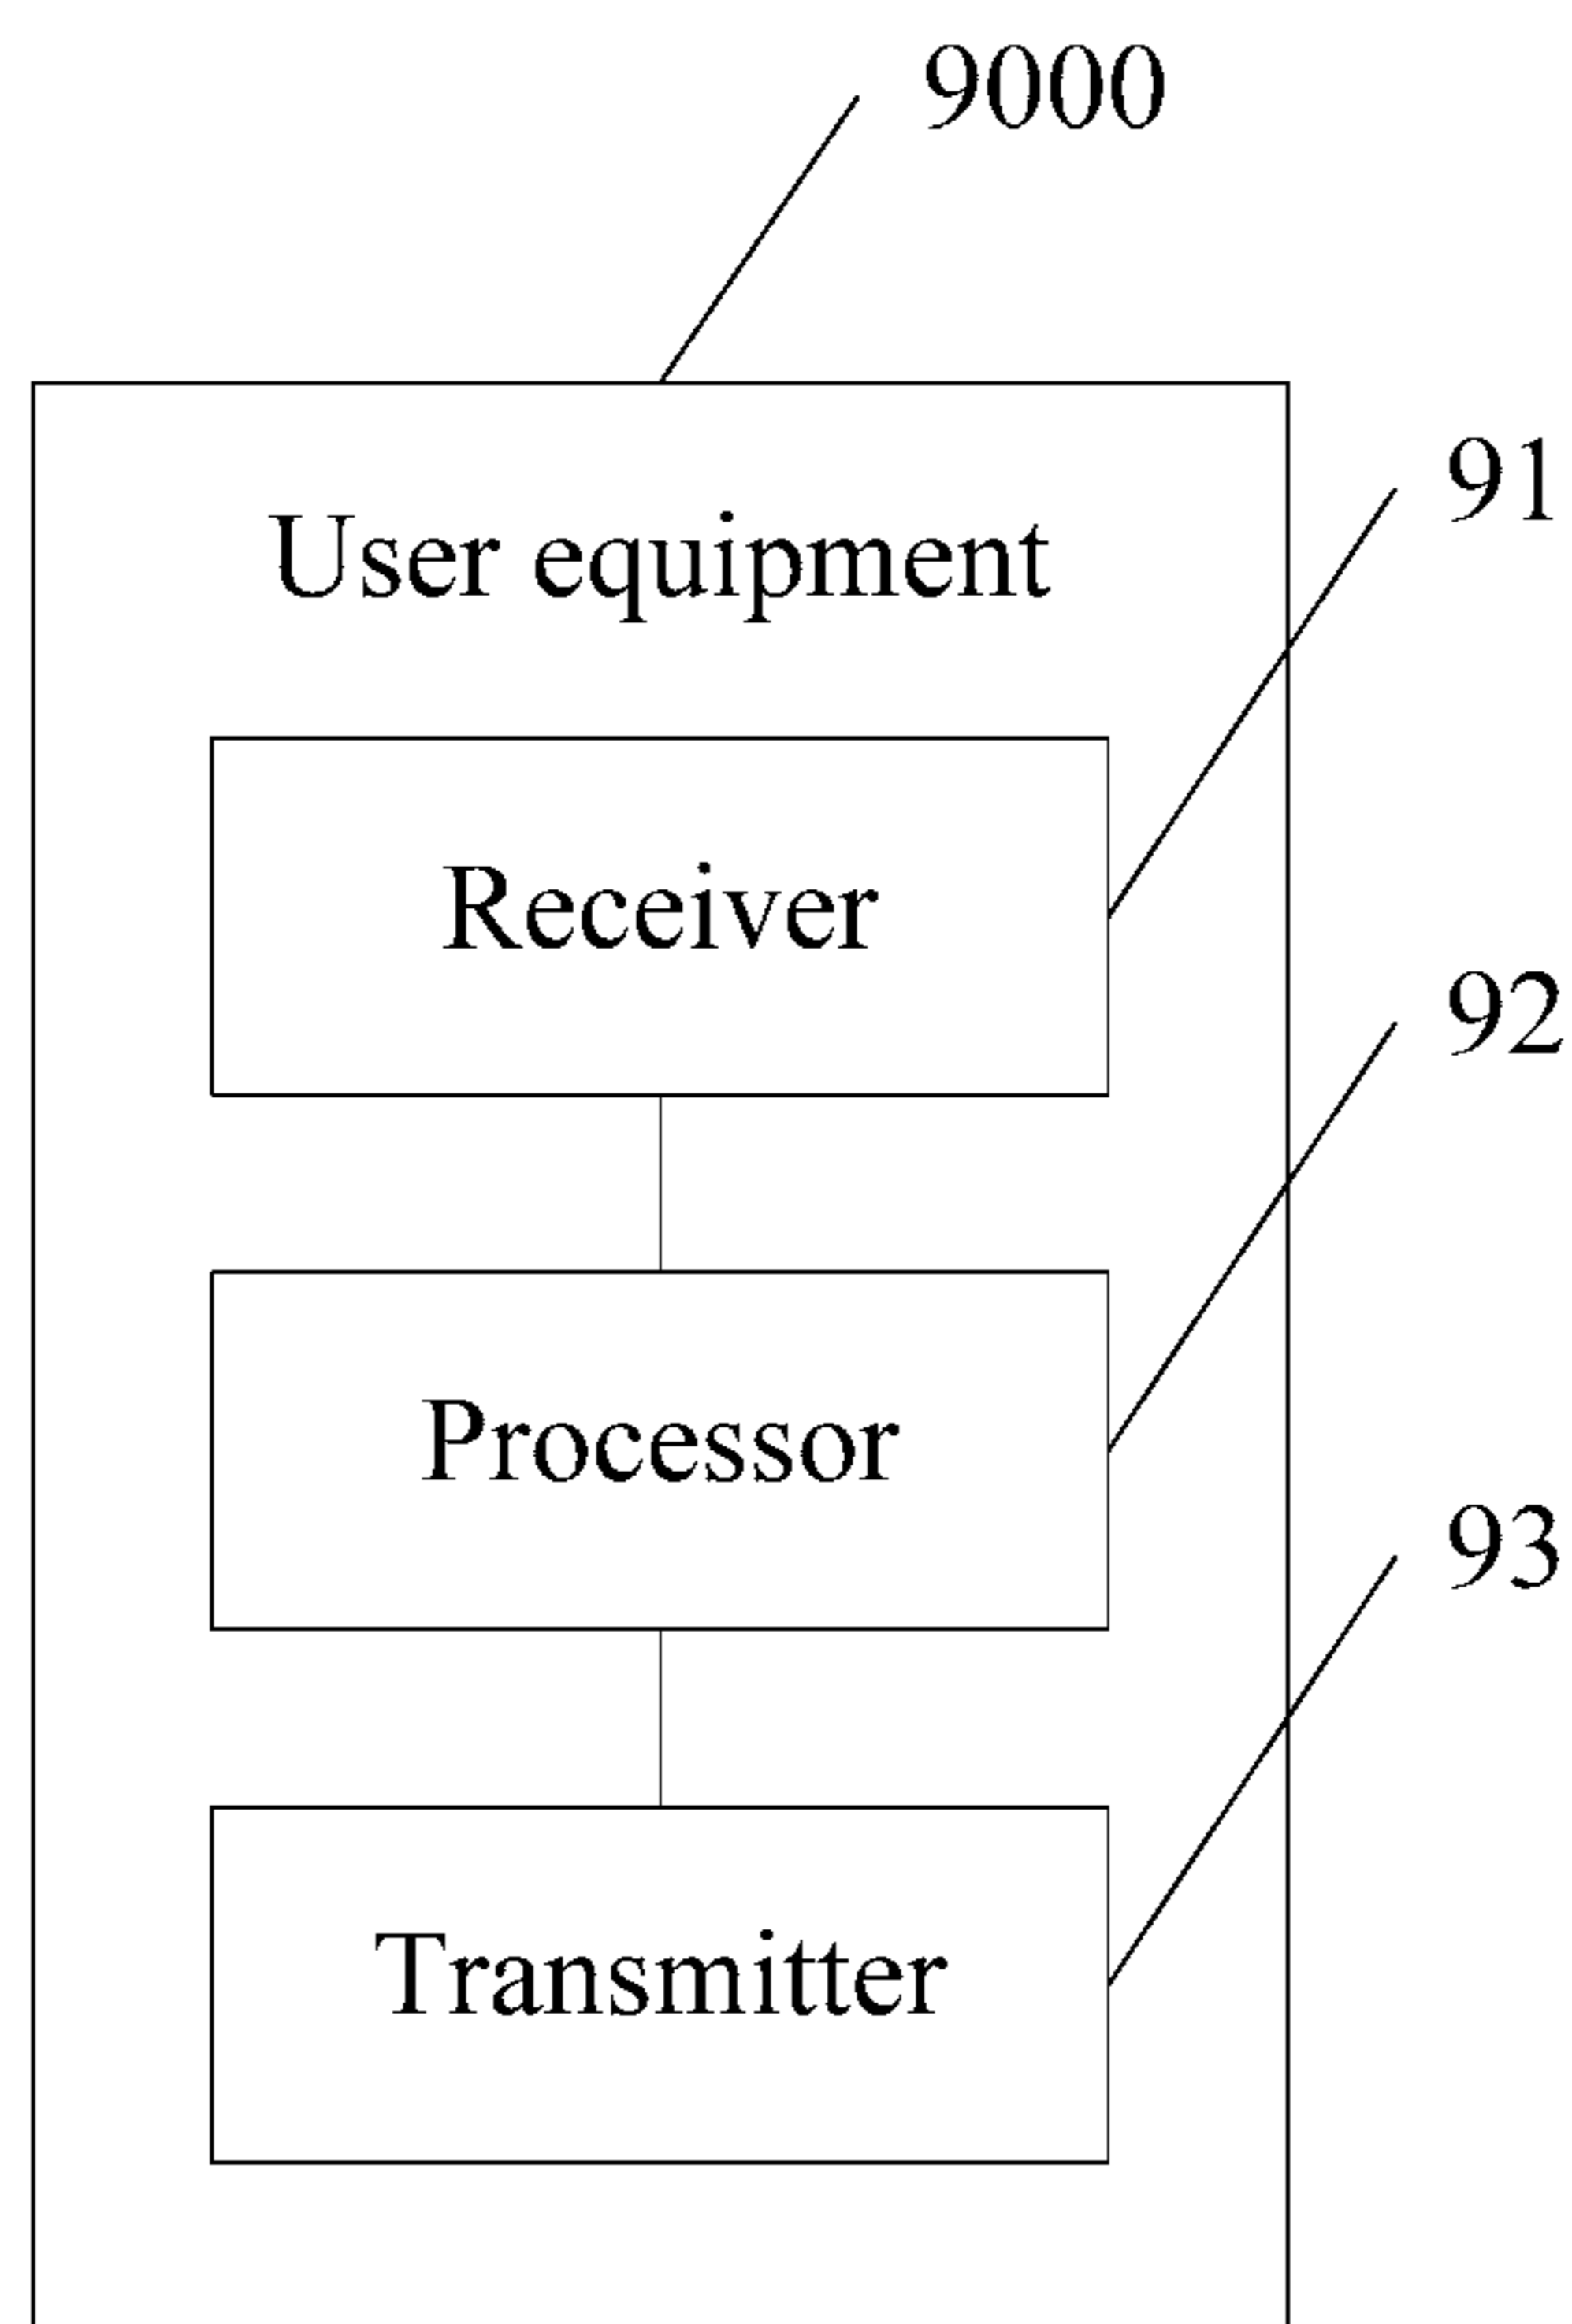 9000
91
User equipment
Receiver
92
Processor
93
Transmitter